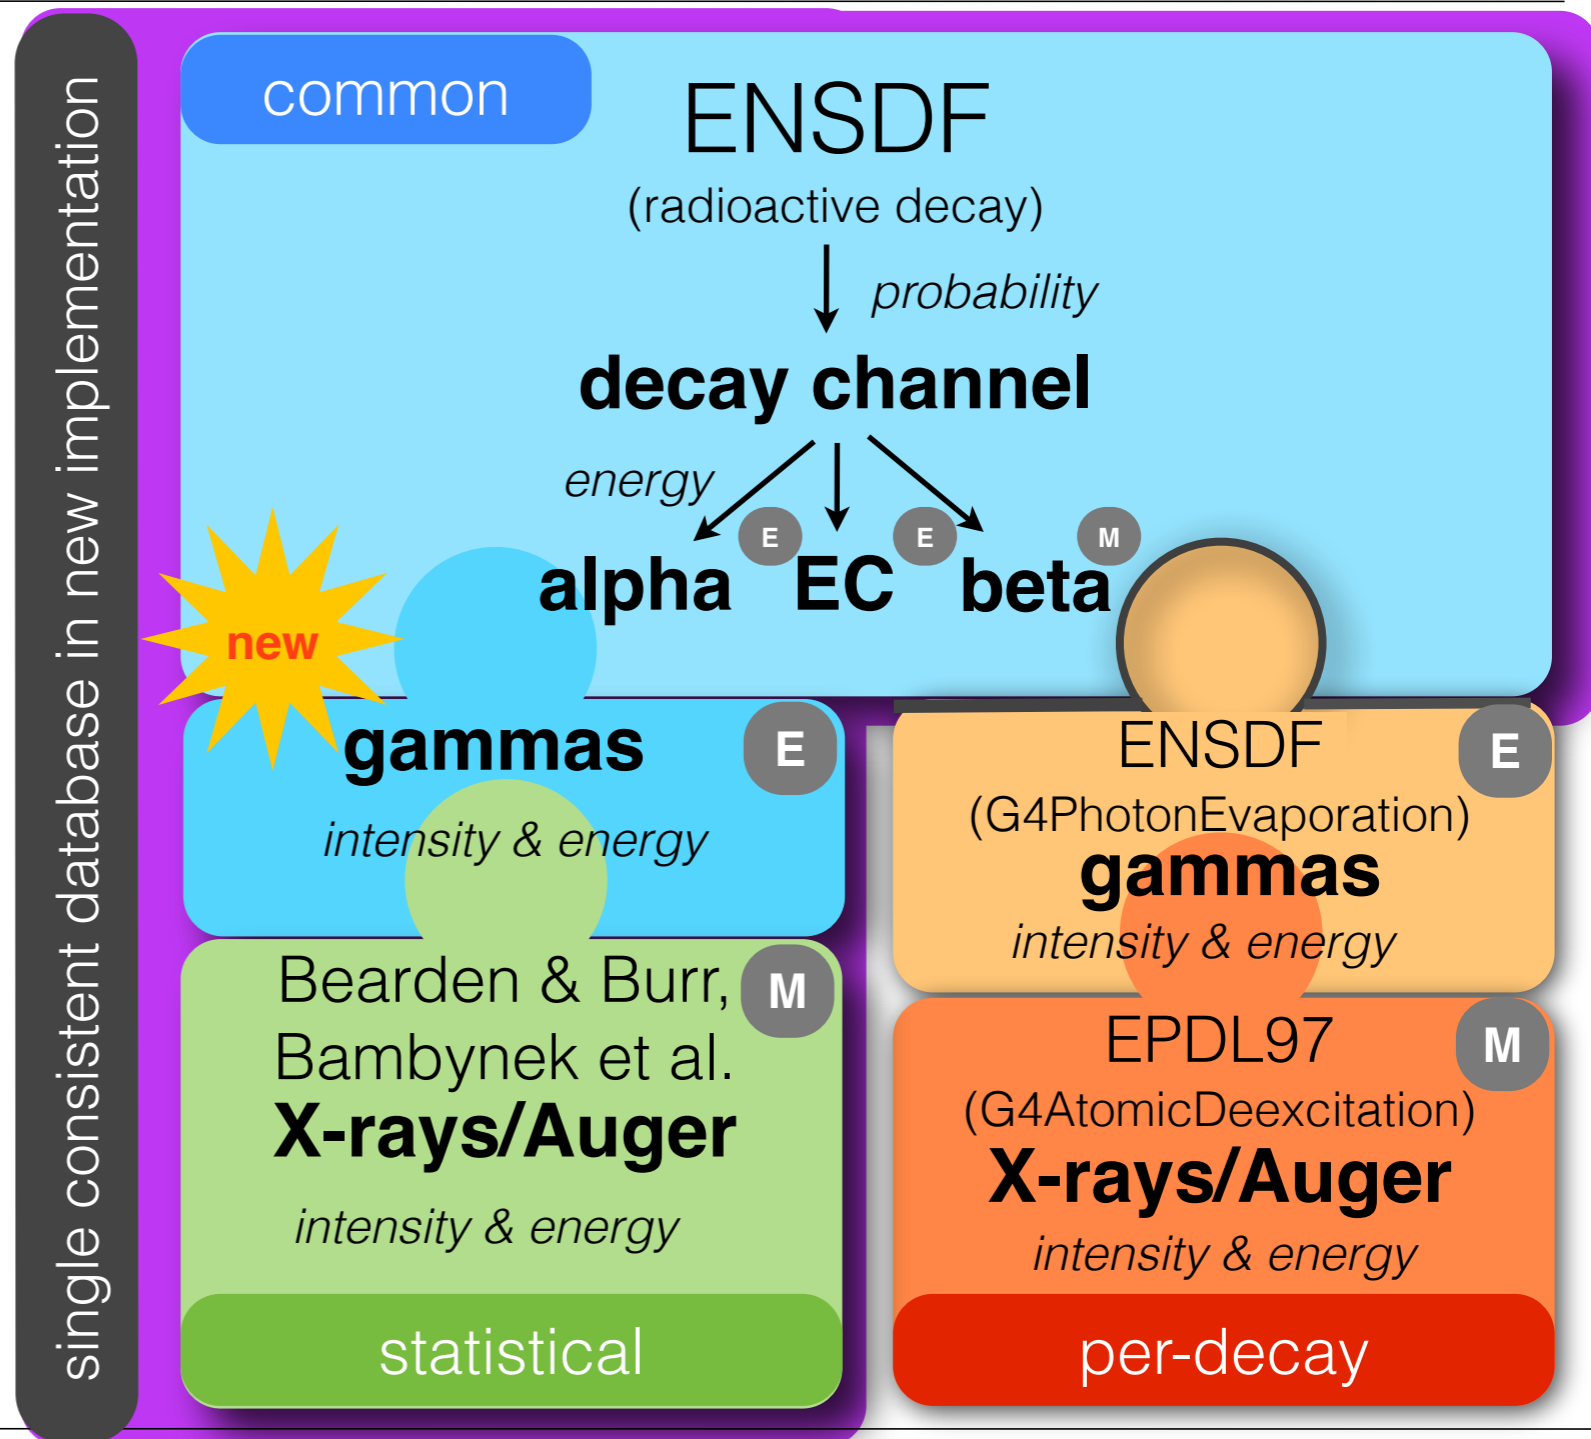 single consistent database in new implementation
common
ENSDF
(radioactive decay)
probability
decay channel
energy
E E M
alpha EC beta
new
gammas E
intensity & energy
Bearden & Burr, M
Bambynek et al.
X-rays/Auger
intensity & energy
statistical
ENSDF E
(G4PhotonEvaporation)
gammas
intensity & energy
EPDL97 M
(G4AtomicDeexcitation)
X-rays/Auger
intensity & energy
per-decay